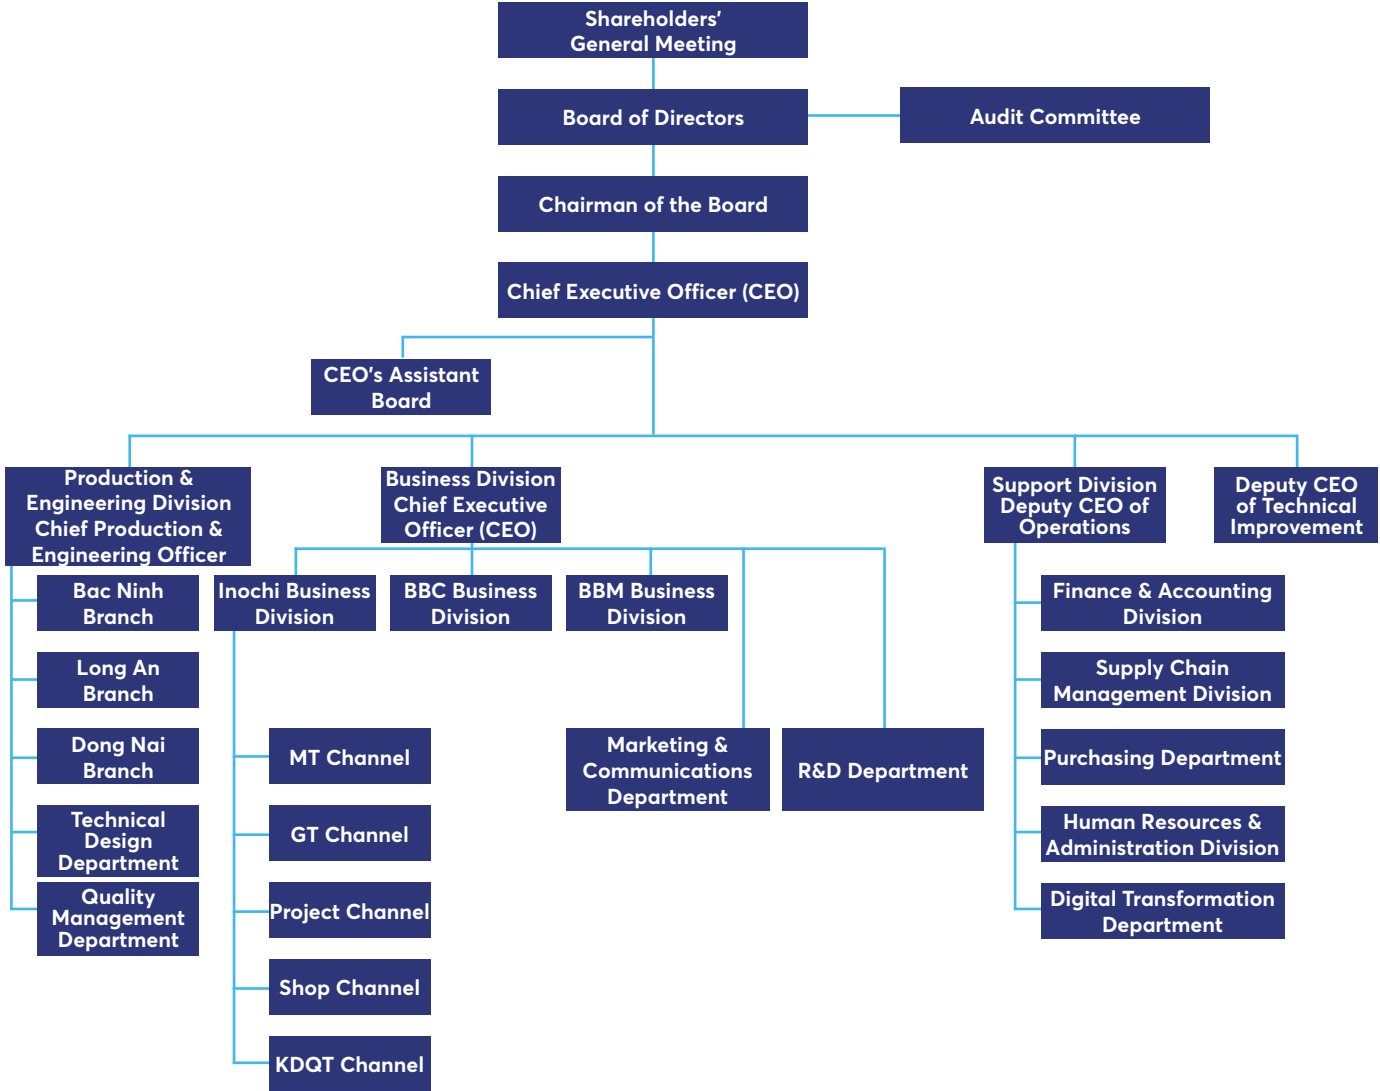 Shareholders'
General Meeting
Board of Directors
Audit Committee
Chairman of the Board
Chief Executive Officer (CEO)
CEO's Assistant
Board
Production &
Engineering Division
Chief Production &
Engineering Officer
Business Division
Chief Executive
Officer (CEO)
Support Division
Deputy CEO of
Operations
Deputy CEO
of Technical
Improvement
Bac Ninh
Branch
Long An
Branch
Dong Nai
Branch
Technical
Design
Department
Quality
Management
Department
Inochi Business
Division
BBC Business
Division
BBM Business
Division
MT Channel
GT Channel
Project Channel
Shop Channel
KDQT Channel
Marketing &
Communications
Department
R&D Department
Finance & Accounting
Division
Supply Chain
Management Division
Purchasing Department
Human Resources &
Administration Division
Digital Transformation
Department